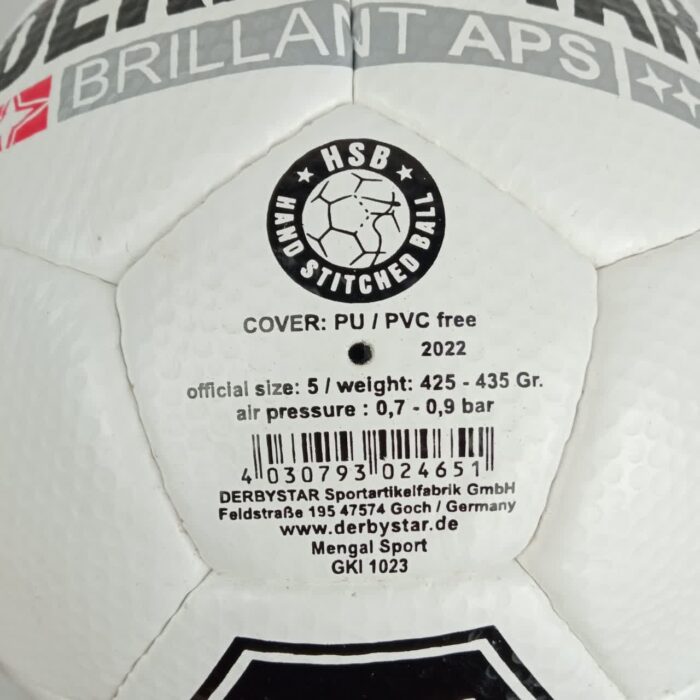 BRILLANT APS
HSB
HAND STITCHED BALL
COVER: PU / PVC free
2022
official size: 5 / weight: 425 - 435 Gr.
air pressure : 0,7 - 0,9 bar
4 030793 024651
DERBYSTAR Sportartikelfabrik GmbH
Feldstraße 195 47574 Goch / Germany
www.derbystar.de
Mengal Sport
GKI 1023